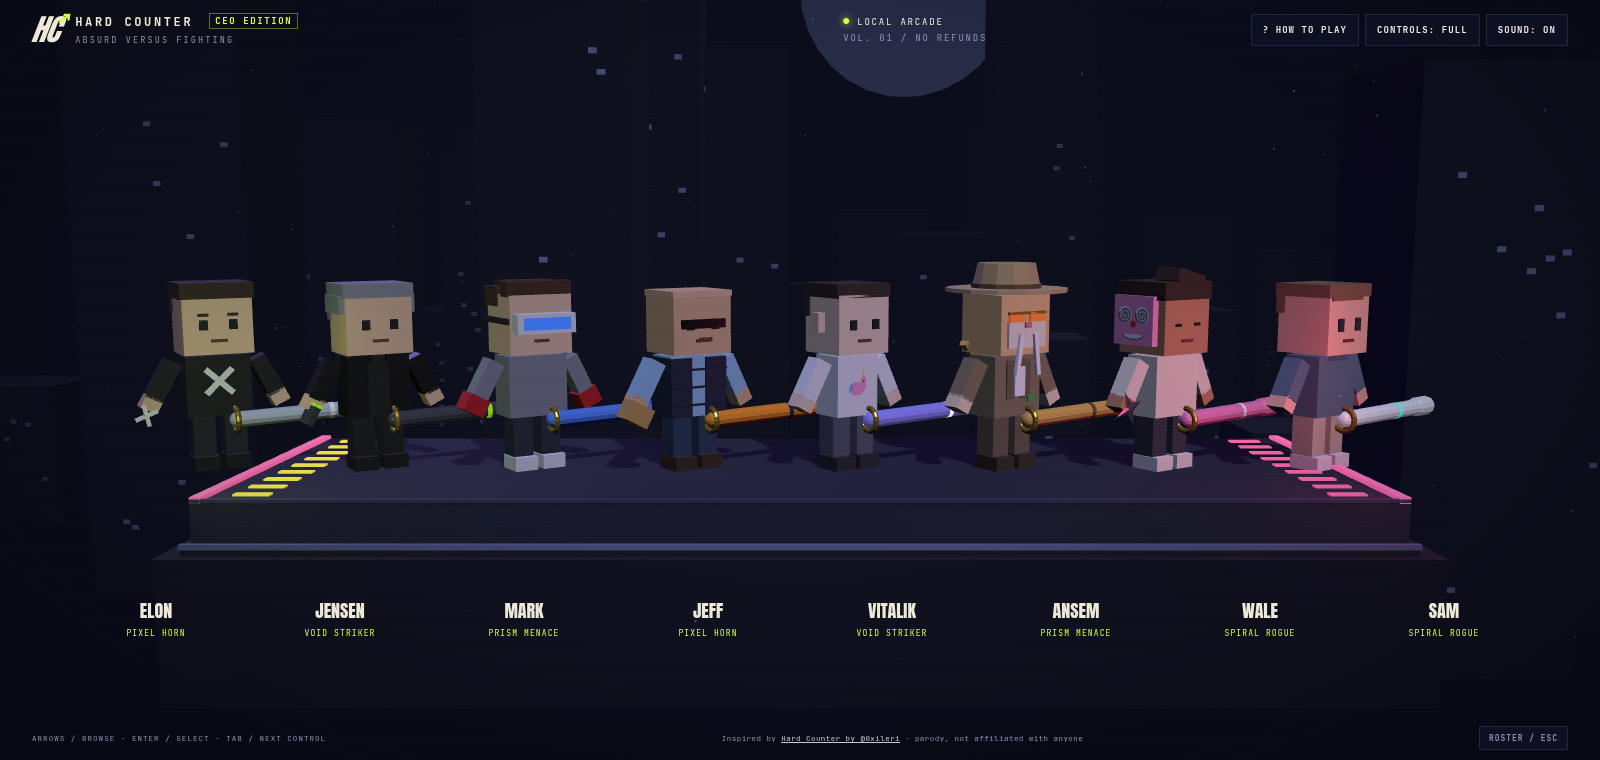 HC
HARD COUNTER
CEO EDITION
ABSURD VERSUS FIGHTING
LOCAL ARCADE
VOL. 01 / NO REFUNDS
? HOW TO PLAY
CONTROLS: FULL
SOUND: ON
ELON
PIXEL HORN
JENSEN
VOID STRIKER
MARK
PRISM MENACE
JEFF
PIXEL HORN
VITALIK
VOID STRIKER
ANSEM
PRISM MENACE
WALE
SPIRAL ROGUE
SAM
SPIRAL ROGUE
ARROWS / BROWSE · ENTER / SELECT · TAB / NEXT CONTROL
Inspired by Hard Counter by @0xileri · parody, not affiliated with anyone
ROSTER / ESC